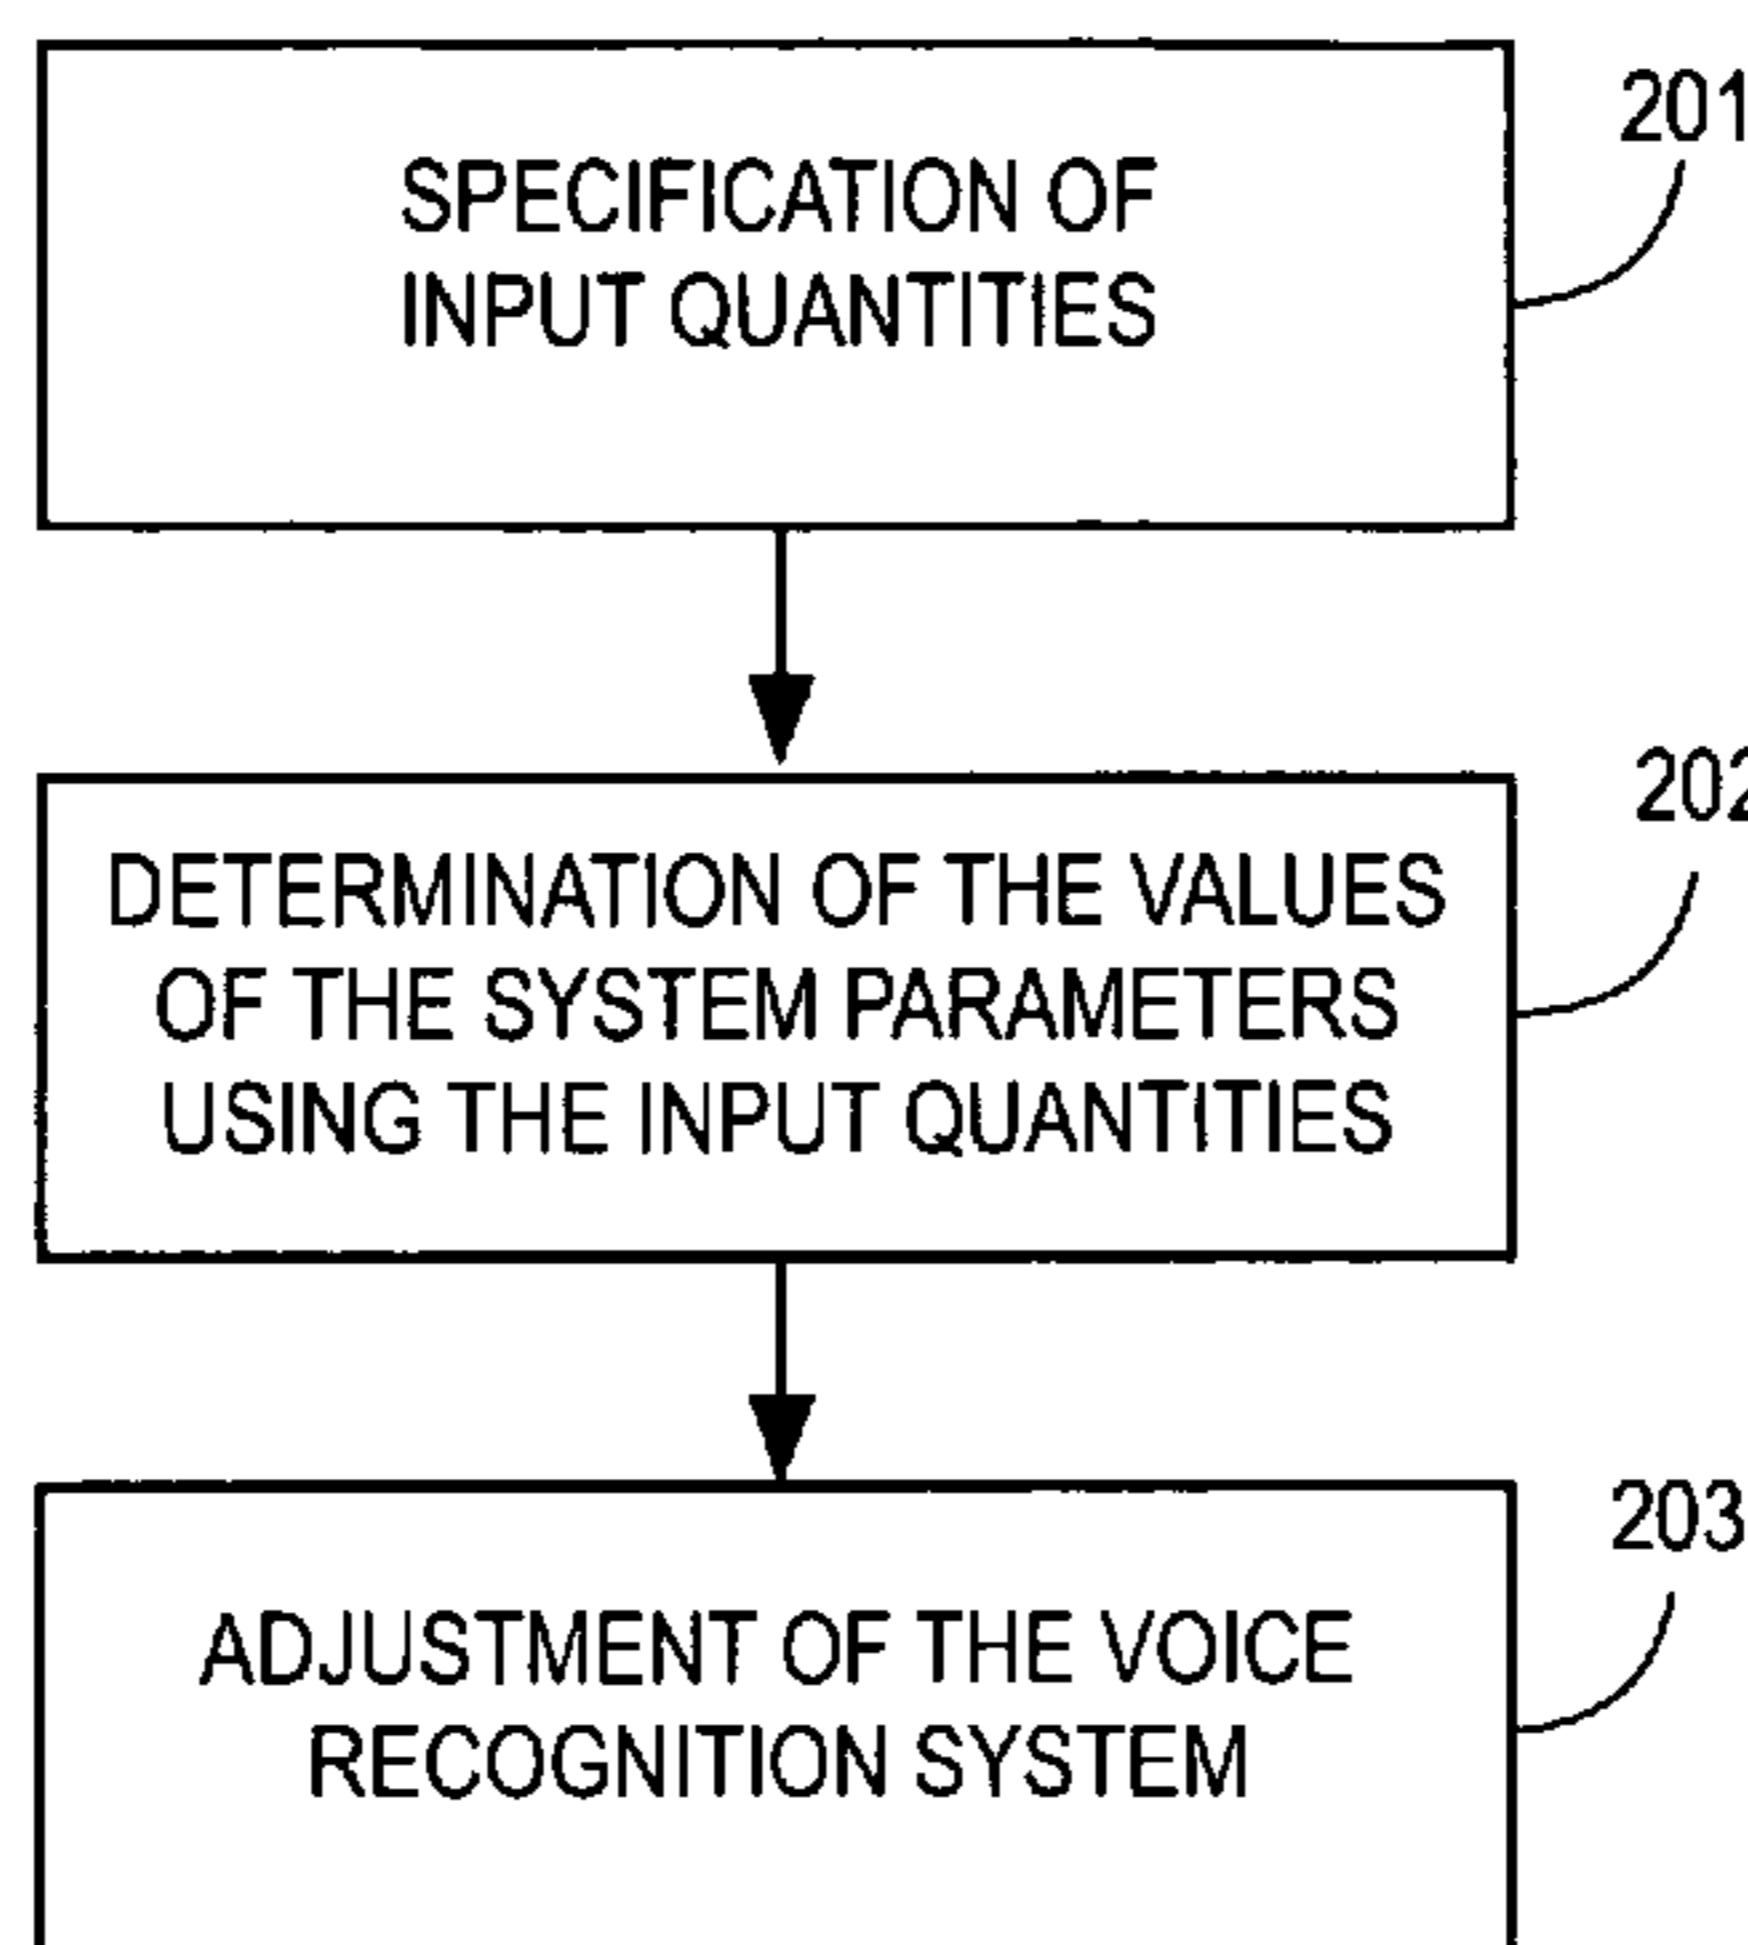 201
SPECIFICATION OF
INPUT QUANTITIES
202
DETERMINATION OF THE VALUES
OF THE SYSTEM PARAMETERS
USING THE INPUT QUANTITIES
203
ADJUSTMENT OF THE VOICE
RECOGNITION SYSTEM